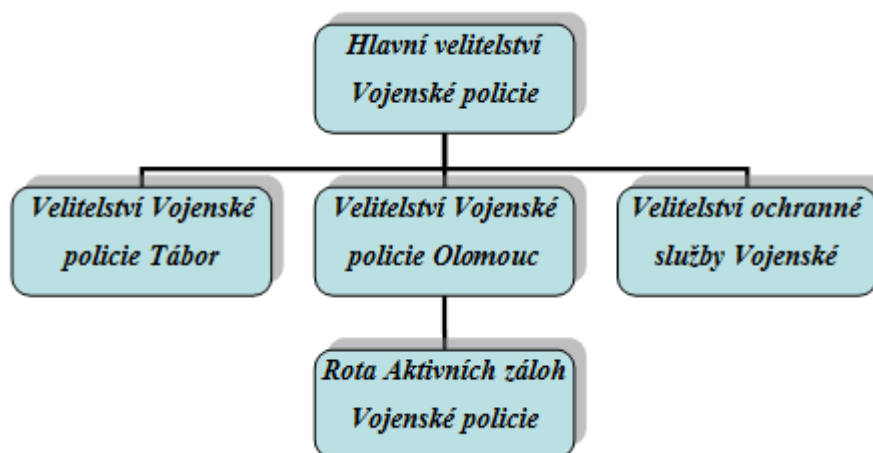 Hlavní velitelství
Vojenské policie
Velitelství Vojenské
policie Tábor
Velitelství Vojenské
policie Olomouc
Velitelství ochranné
služby Vojenské
Rota Aktivních záloh
Vojenské policie